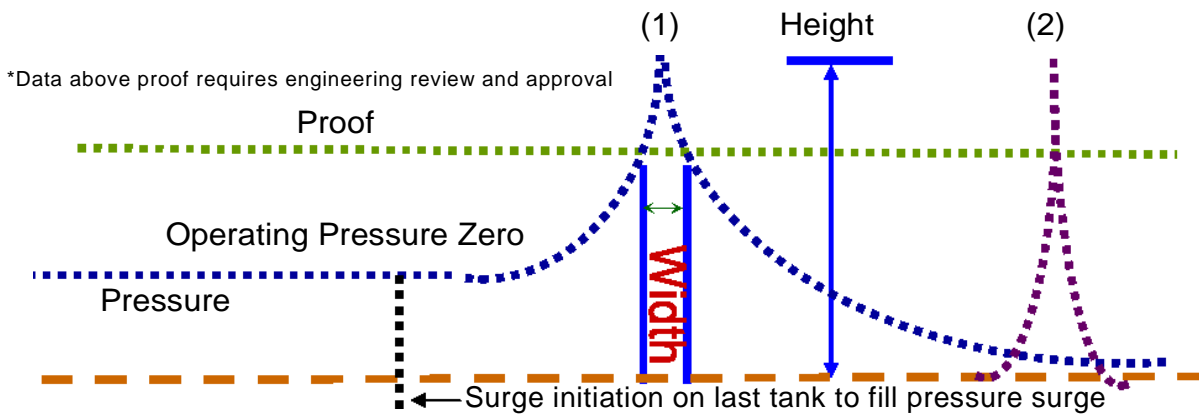 (1)
Height
(2)
*Data above proof requires engineering review and approval
Proof
Operating Pressure Zero
Pressure
Width
Surge initiation on last tank to fill pressure surge